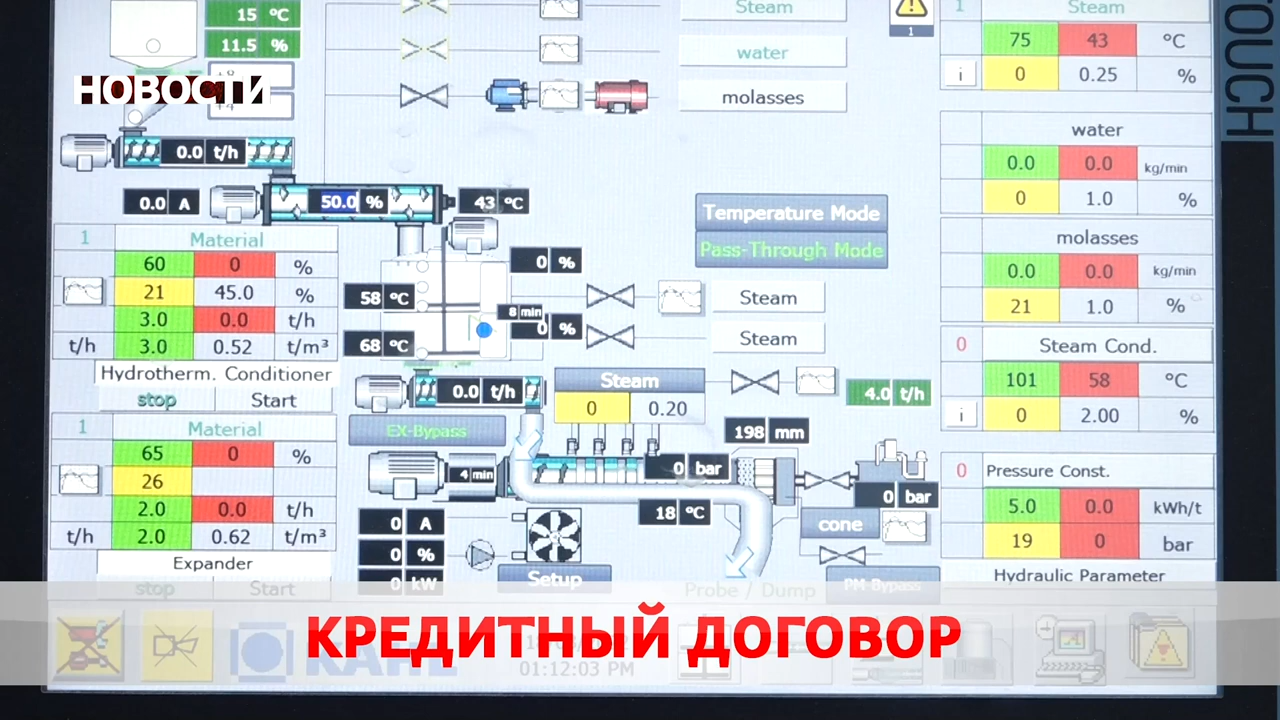 15 °C
11.5 %
НОВОСТИ
Steam
water
molasses
1
1 Steam
75 43 °C
i 0 0.25 %
water
0.0 0.0 kg/min
0 1.0 %
molasses
0.0 0.0 kg/min
21 1.0 %
0 Steam Cond.
101 58 °C
i 0 2.00 %
0 Pressure Const.
5.0 0.0 kWh/t
19 0 bar
Hydraulic Parameter
OUCH
0.0 t/h
0.0 A
50.0 %
43 °C
Temperature Mode
Pass-Through Mode
1 Material
60 0 %
21 45.0 %
3.0 0.0 t/h
t/h 3.0 0.52 t/m³
Hydrotherm. Conditioner
stop Start
0 %
58 °C
8 min
0 %
68 °C
Steam
Steam
0.0 t/h
Steam
0 0.20
4.0 t/h
EX-Bypass
198 mm
1 Material
65 0 %
26
2.0 0.0 t/h
t/h 2.0 0.62 t/m³
Expander
stop Start
4 min
0 bar
0 bar
18 °C
cone
0 A
0 %
0 kW
Setup
Probe / Dump
PM Bypass
КРЕДИТНЫЙ ДОГОВОР
01:12:03 PM